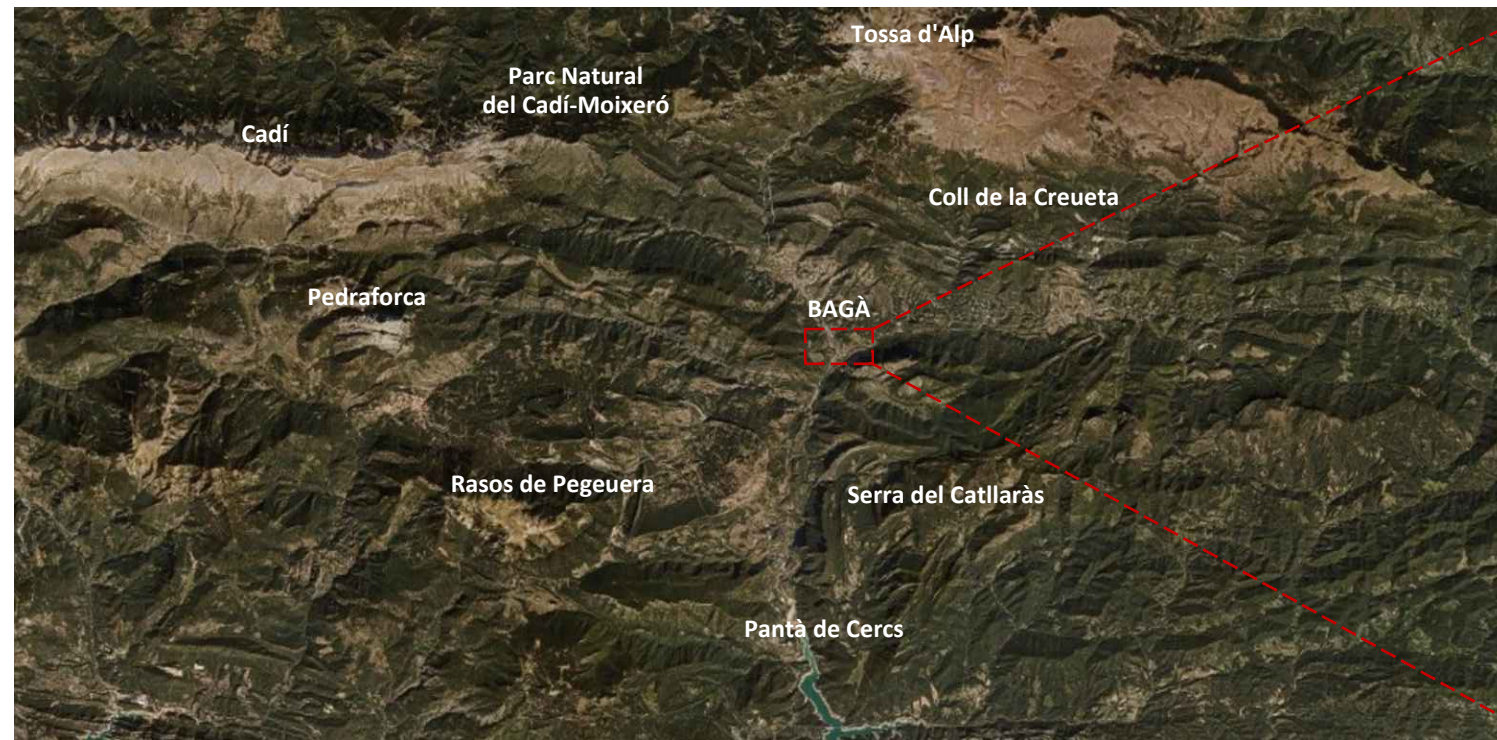 Tossa d'Alp
Parc Natural
del Cadí-Moixeró
Cadí
Coll de la Creueta
Pedraforca
BAGÀ
Rasos de Pegeuera
Serra del Catllaràs
Pantà de Cercs